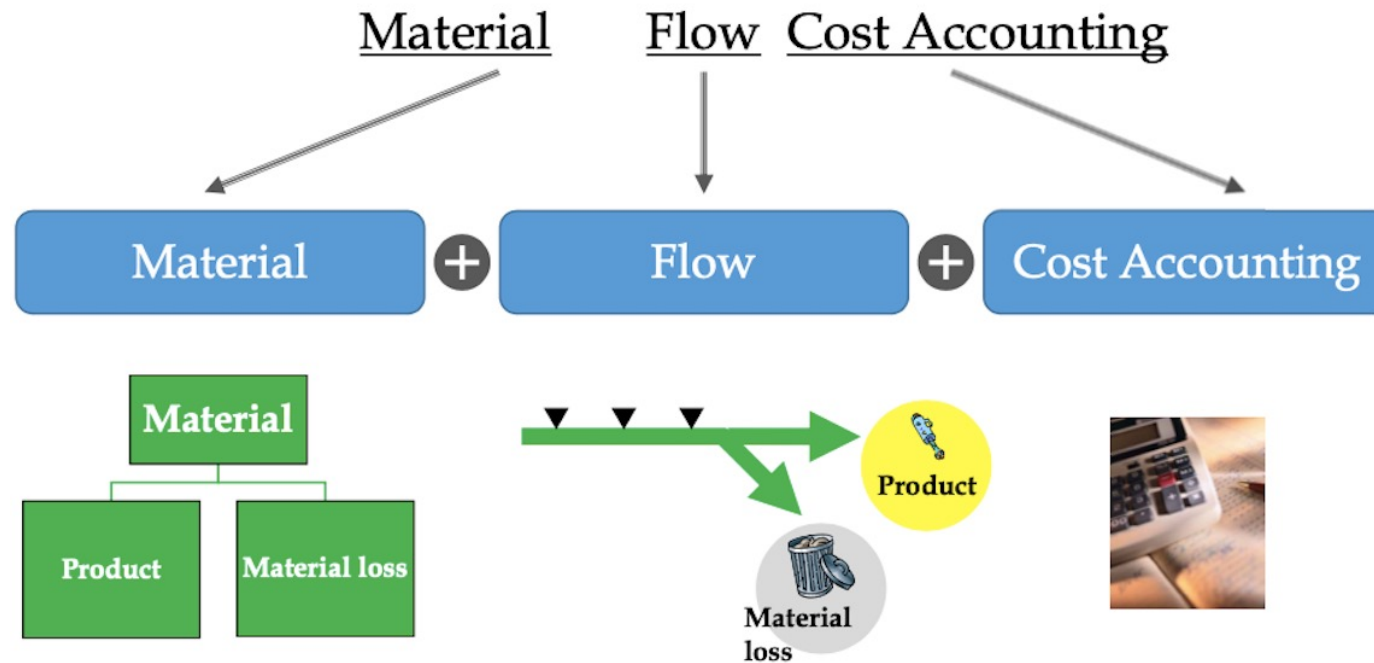 Material Flow Cost Accounting
Material
Flow
Cost Accounting
Material
Product
Material loss
Product
Material
loss